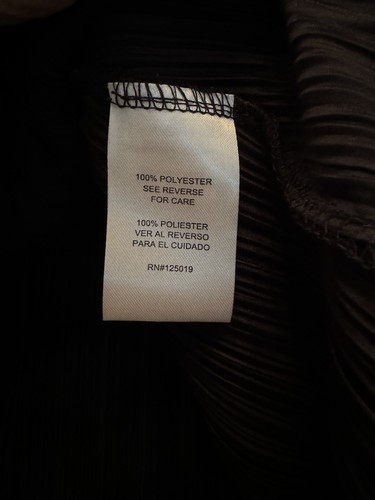 100% POLYESTER
SEE REVERSE
FOR CARE
100% POLIESTER
VER AL REVERSO
PARA EL CUIDADO
RN#125019